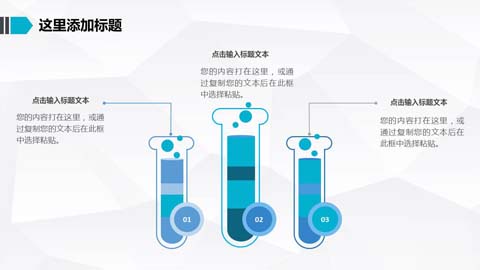 这里添加标题
点击输入标题文本
您的内容打在这里，或通
过复制您的文本后在此框
中选择粘贴。
点击输入标题文本
您的内容打在这里，或通
过复制您的文本后在此框
中选择粘贴。
点击输入标题文本
您的内容打在这里，或通
过复制您的文本后在此框
中选择粘贴。
01
02
03